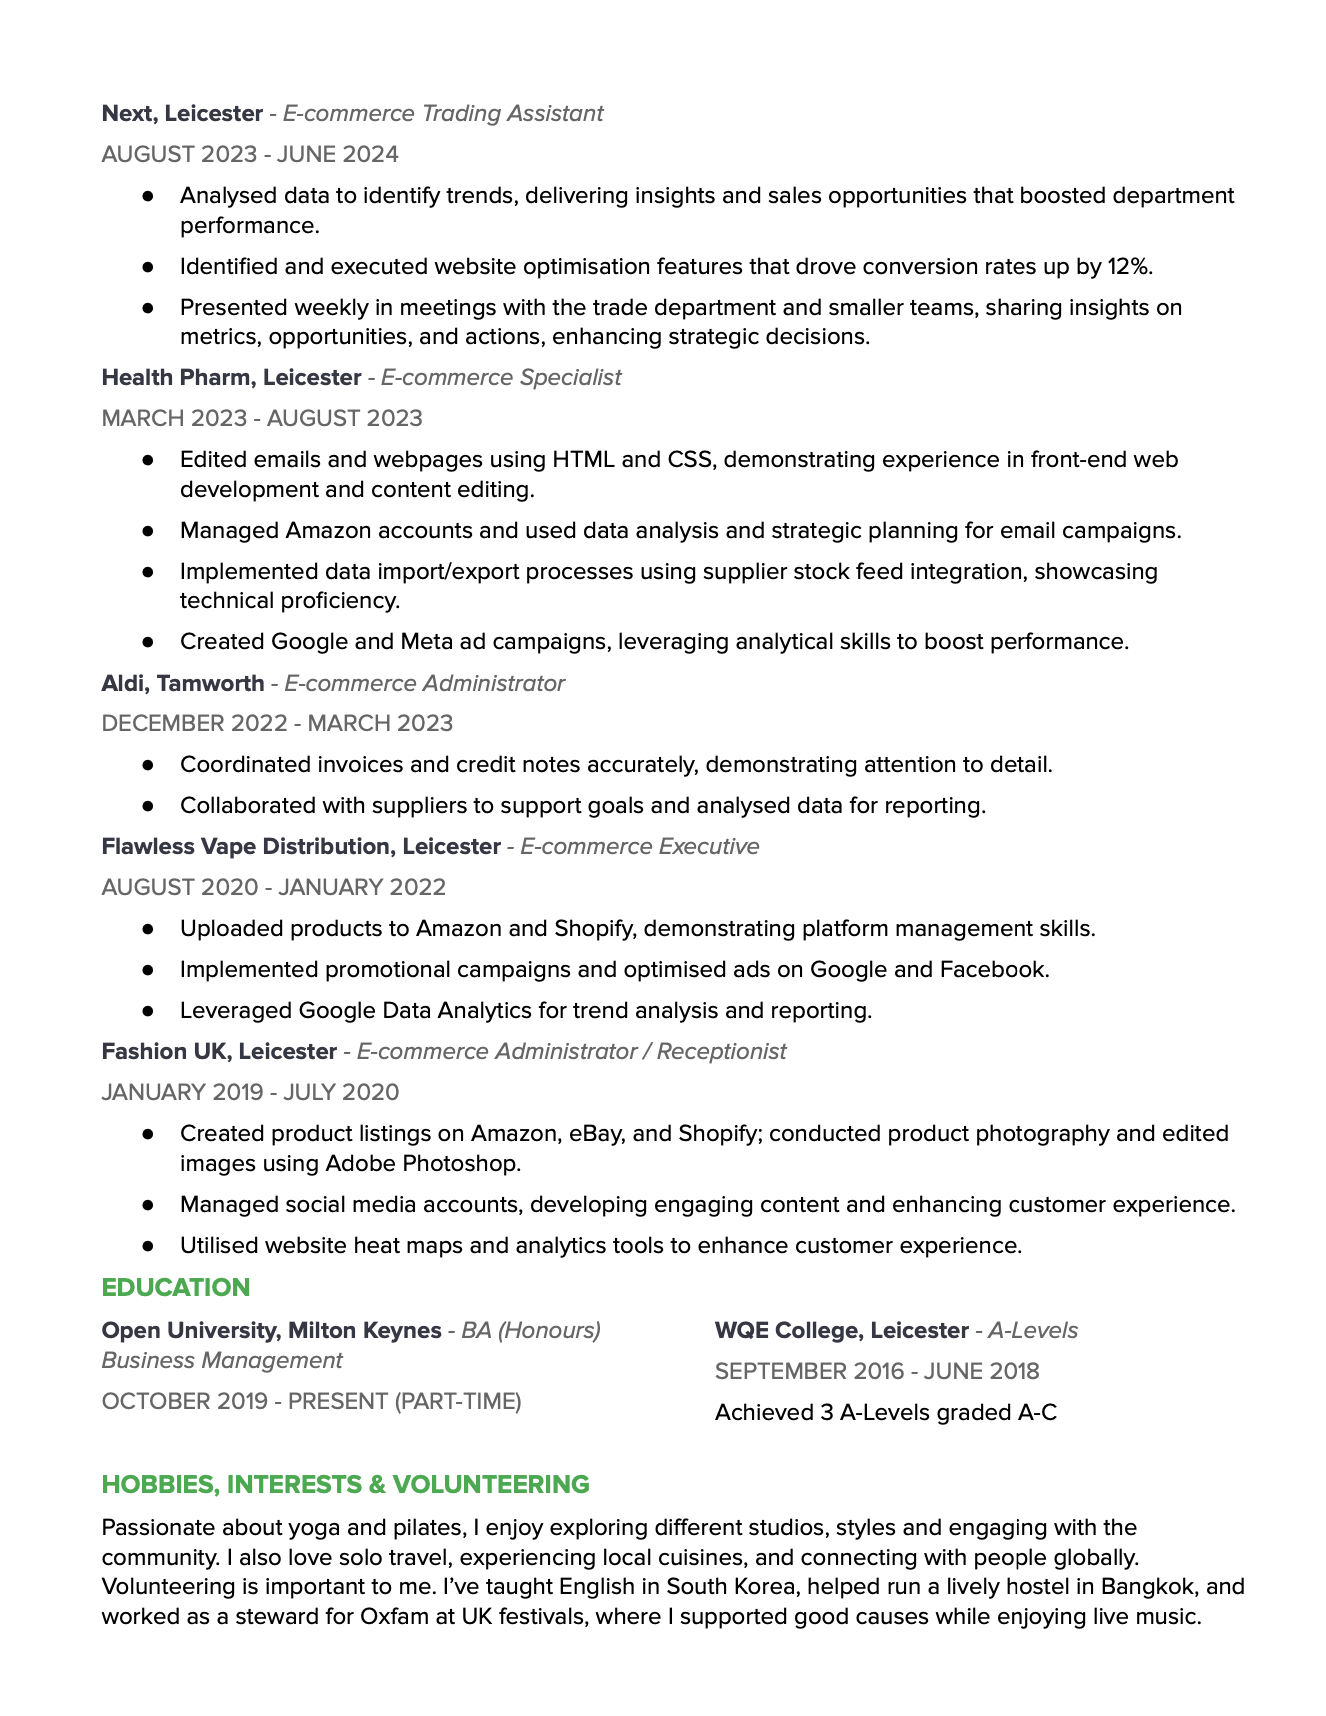 Next, Leicester - E-commerce Trading Assistant
AUGUST 2023 - JUNE 2024
● Analysed data to identify trends, delivering insights and sales opportunities that boosted department
performance.
● Identified and executed website optimisation features that drove conversion rates up by 12%.
● Presented weekly in meetings with the trade department and smaller teams, sharing insights on
metrics, opportunities, and actions, enhancing strategic decisions.
Health Pharm, Leicester - E-commerce Specialist
MARCH 2023 - AUGUST 2023
● Edited emails and webpages using HTML and CSS, demonstrating experience in front-end web
development and content editing.
● Managed Amazon accounts and used data analysis and strategic planning for email campaigns.
● Implemented data import/export processes using supplier stock feed integration, showcasing
technical proficiency.
● Created Google and Meta ad campaigns, leveraging analytical skills to boost performance.
Aldi, Tamworth - E-commerce Administrator
DECEMBER 2022 - MARCH 2023
● Coordinated invoices and credit notes accurately, demonstrating attention to detail.
● Collaborated with suppliers to support goals and analysed data for reporting.
Flawless Vape Distribution, Leicester - E-commerce Executive
AUGUST 2020 - JANUARY 2022
● Uploaded products to Amazon and Shopify, demonstrating platform management skills.
● Implemented promotional campaigns and optimised ads on Google and Facebook.
● Leveraged Google Data Analytics for trend analysis and reporting.
Fashion UK, Leicester - E-commerce Administrator / Receptionist
JANUARY 2019 - JULY 2020
● Created product listings on Amazon, eBay, and Shopify; conducted product photography and edited
images using Adobe Photoshop.
● Managed social media accounts, developing engaging content and enhancing customer experience.
● Utilised website heat maps and analytics tools to enhance customer experience.
EDUCATION
Open University, Milton Keynes - BA (Honours)
Business Management
OCTOBER 2019 - PRESENT (PART-TIME)
WQE College, Leicester - A-Levels
SEPTEMBER 2016 - JUNE 2018
Achieved 3 A-Levels graded A-C
HOBBIES, INTERESTS & VOLUNTEERING
Passionate about yoga and pilates, I enjoy exploring different studios, styles and engaging with the
community. I also love solo travel, experiencing local cuisines, and connecting with people globally.
Volunteering is important to me. I’ve taught English in South Korea, helped run a lively hostel in Bangkok, and
worked as a steward for Oxfam at UK festivals, where I supported good causes while enjoying live music.